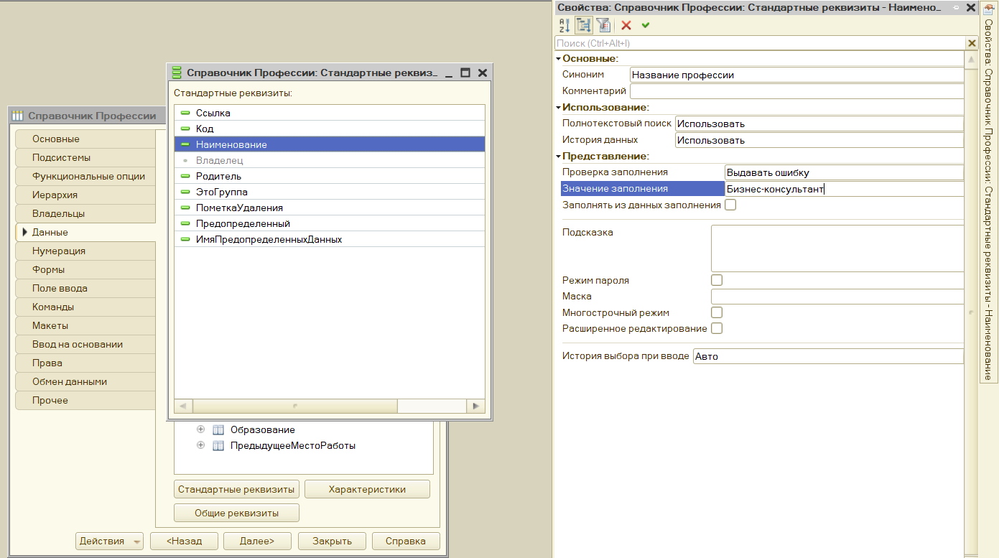 Справочник Профессии
Основные
Подсистемы
Функциональные опции
Иерархия
Владельцы
Данные
Нумерация
Формы
Поле ввода
Команды
Макеты
Ввод на основании
Права
Обмен данными
Прочее
Справочник Профессии: Стандартные реквиз...
Стандартные реквизиты:
Ссылка
Код
Наименование
Владелец
Родитель
ЭтоГруппа
ПометкаУдаления
Предопределенный
ИмяПредопределенныхДанных
Образование
ПредыдущееМестоРаботы
Стандартные реквизиты
Характеристики
Общие реквизиты
Действия
<Назад
Далее>
Закрыть
Справка
Свойства: Справочник Профессии: Стандартные реквизиты - Наимено...
Поиск (Ctrl+Alt+I)
Основные:
Синоним Название профессии
Комментарий
Использование:
Полнотекстовый поиск Использовать
История данных Использовать
Представление:
Проверка заполнения Выдавать ошибку
Значение заполнения Бизнес-консультант
Заполнять из данных заполнения
Подсказка
Режим пароля
Маска
Многострочный режим
Расширенное редактирование
История выбора при вводе Авто
Свойства: Справочник Профессии: Стандартные реквизиты - Наименование